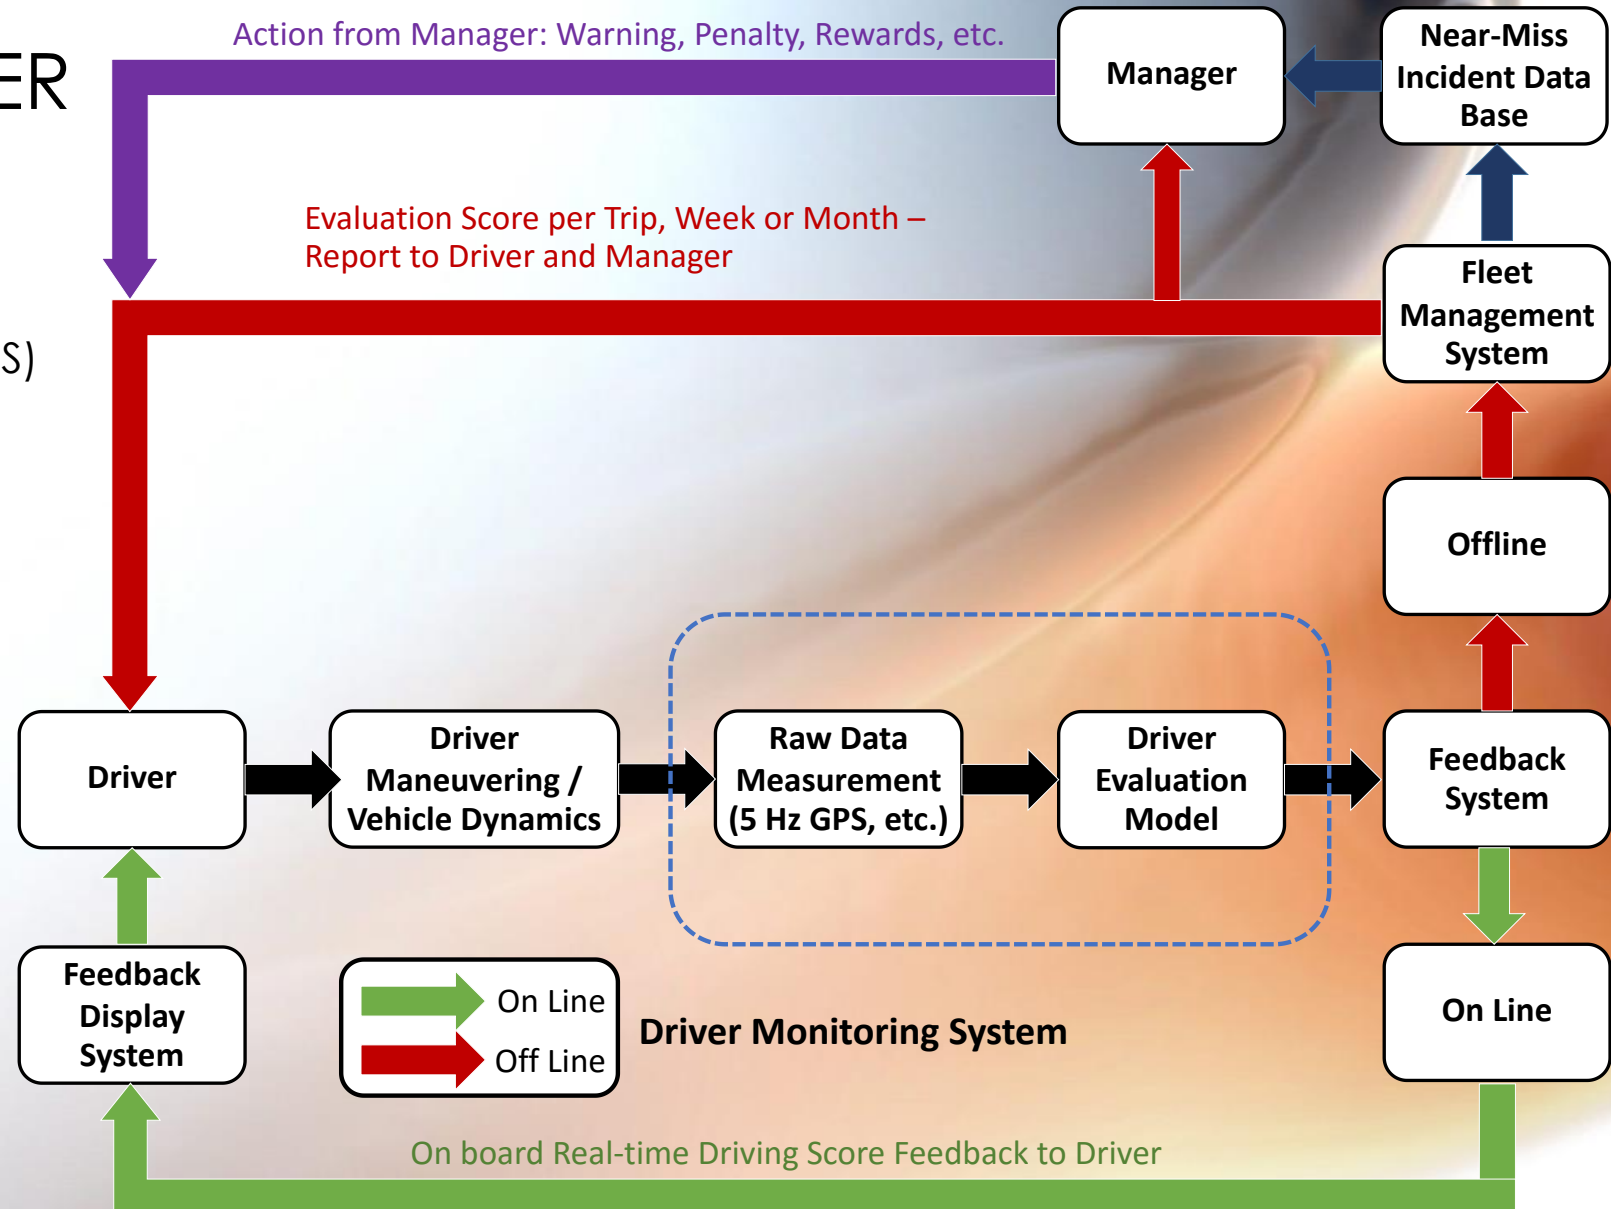 Action from Manager: Warning, Penalty, Rewards, etc.
ER
Manager
Near-Miss
Incident Data
Base
Evaluation Score per Trip, Week or Month –
Report to Driver and Manager
Fleet
Management
System
S)
Offline
Driver
Driver
Maneuvering /
Vehicle Dynamics
Raw Data
Measurement
(5 Hz GPS, etc.)
Driver
Evaluation
Model
Feedback
System
Feedback
Display
System
On Line
Off Line
Driver Monitoring System
On Line
On board Real-time Driving Score Feedback to Driver